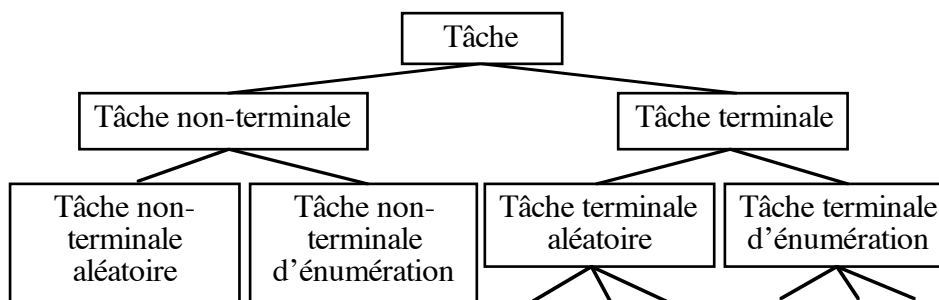 Tâche
Tâche non-terminale
Tâche terminale
Tâche non-
terminale
aléatoire
Tâche non-
terminale
d’énumération
Tâche terminale
aléatoire
Tâche terminale
d’énumération